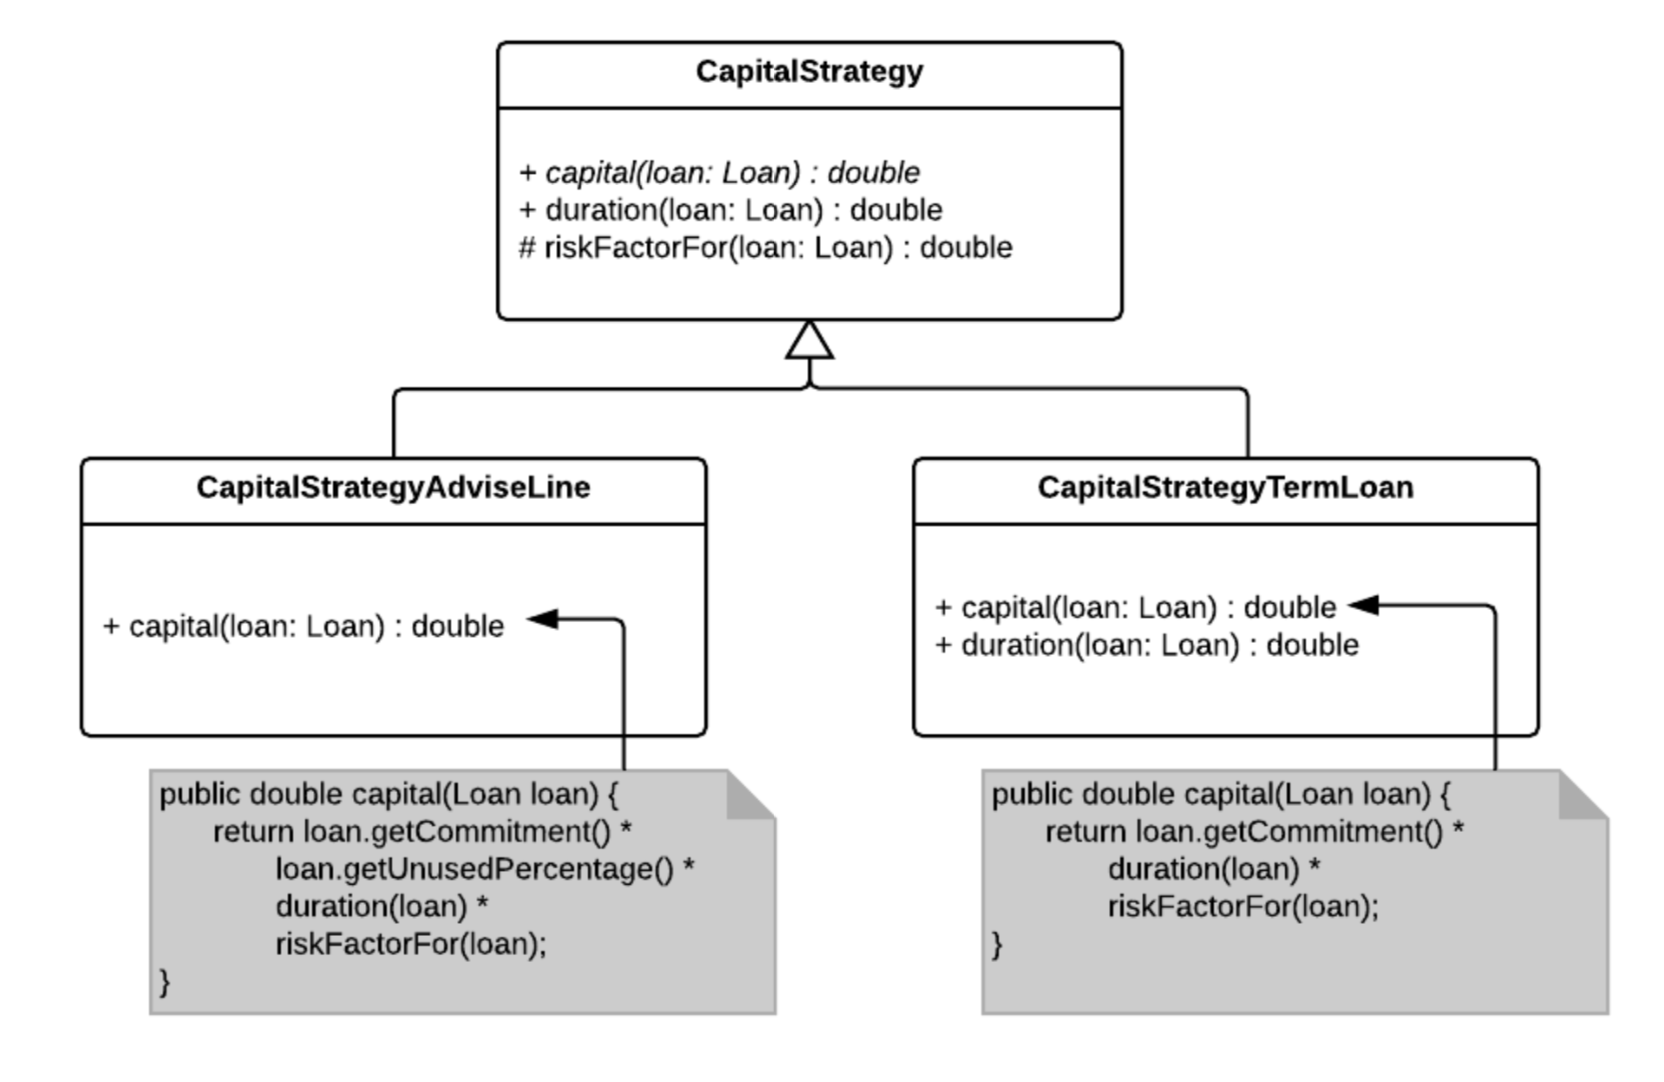 CapitalStrategy
+ capital(loan: Loan) : double
+ duration(loan: Loan) : double
# riskFactorFor(loan: Loan) : double
CapitalStrategyAdviseLine
+ capital(loan: Loan) : double
public double capital(Loan loan) {
return loan.getCommitment() *
loan.getUnusedPercentage() *
duration(loan) *
riskFactorFor(loan);
}
CapitalStrategyTermLoan
+ capital(loan: Loan) : double
+ duration(loan: Loan) : double
public double capital(Loan loan) {
return loan.getCommitment() *
duration(loan) *
riskFactorFor(loan);
}